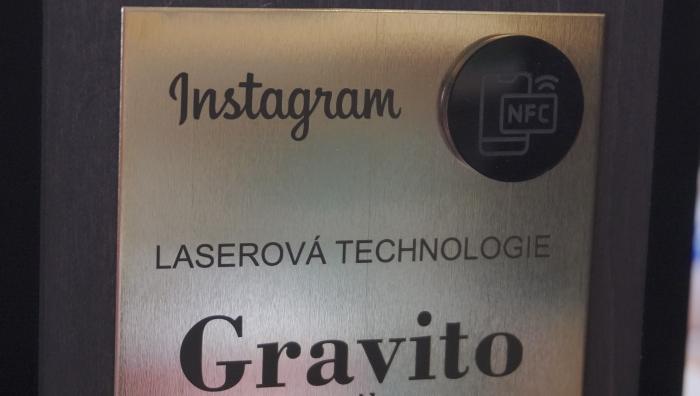 Instagram
NFC
LASEROVÁ TECHNOLOGIE
Gravito